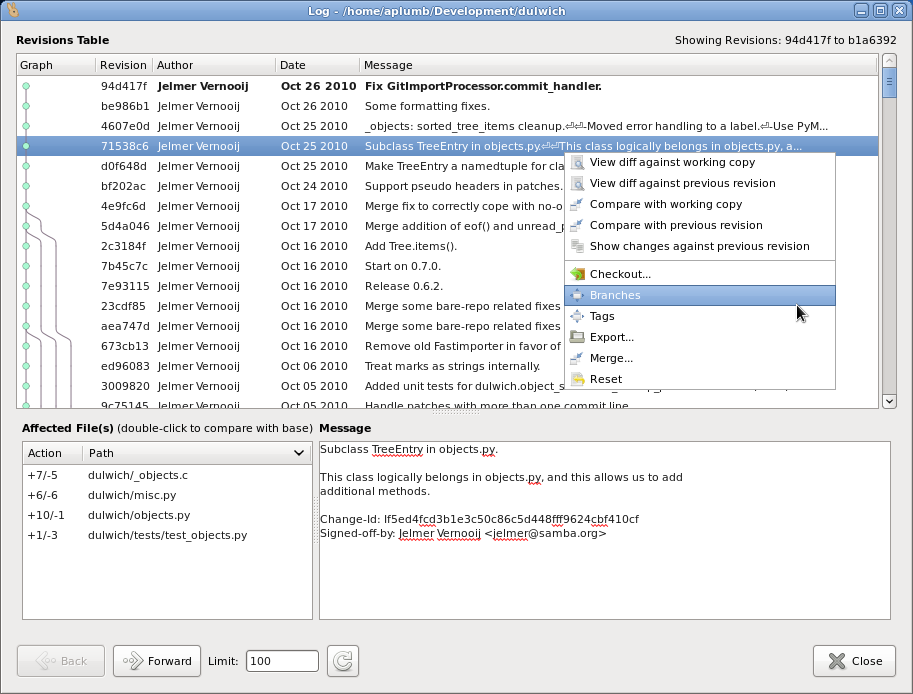 Log - /home/aplumb/Development/dulwich
Revisions Table Showing Revisions: 94d417f to b1a6392
Graph Revision Author Date Message
94d417f Jelmer Vernooij Oct 26 2010 Fix GitImportProcessor.commit_handler.
be986b1 Jelmer Vernooij Oct 26 2010 Some formatting fixes.
4607e0d Jelmer Vernooij Oct 25 2010 _objects: sorted_tree_items cleanup.⏎⏎-Moved error handling to a label.⏎-Use PyM...
71538c6 Jelmer Vernooij Oct 25 2010 Subclass TreeEntry in objects.py.⏎⏎This class logically belongs in objects.py, a...
d0f648d Jelmer Vernooij Oct 25 2010 Make TreeEntry a namedtuple for cla
bf202ac Jelmer Vernooij Oct 24 2010 Support pseudo headers in patches.
4e9fc6d Jelmer Vernooij Oct 17 2010 Merge fix to correctly cope with no-o
5d4a046 Jelmer Vernooij Oct 17 2010 Merge addition of eof() and unread_p
2c3184f Jelmer Vernooij Oct 16 2010 Add Tree.items().
7b45c7c Jelmer Vernooij Oct 16 2010 Start on 0.7.0.
7e93115 Jelmer Vernooij Oct 16 2010 Release 0.6.2.
23cdf85 Jelmer Vernooij Oct 16 2010 Merge some bare-repo related fixes
aea747d Jelmer Vernooij Oct 16 2010 Merge some bare-repo related fixes
673cb13 Jelmer Vernooij Oct 16 2010 Remove old Fastimporter in favor of
ed96083 Jelmer Vernooij Oct 06 2010 Treat marks as strings internally.
3009820 Jelmer Vernooij Oct 05 2010 Added unit tests for dulwich.object_s
9c75145 Jelmer Vernooij Oct 05 2010 Handle patches with more than one commit line.
View diff against working copy
View diff against previous revision
Compare with working copy
Compare with previous revision
Show changes against previous revision
Checkout...
Branches
Tags
Export...
Merge...
Reset
Affected File(s) (double-click to compare with base)
Action Path
+7/-5 dulwich/_objects.c
+6/-6 dulwich/misc.py
+10/-1 dulwich/objects.py
+1/-3 dulwich/tests/test_objects.py
Message
Subclass TreeEntry in objects.py.
This class logically belongs in objects.py, and this allows us to add
additional methods.
Change-Id: If5ed4fcd3b1e3c50c86c5d448fff9624cbf410cf
Signed-off-by: Jelmer Vernooij <jelmer@samba.org>
Back Forward Limit: 100 Close